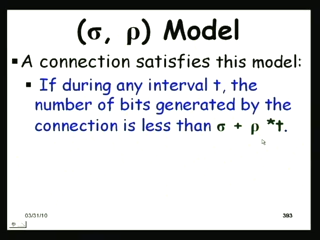 (σ, ρ) Model
▪ A connection satisfies this model:
▪ If during any interval t, the
number of bits generated by the
connection is less than σ + ρ *t.
03/31/10
393